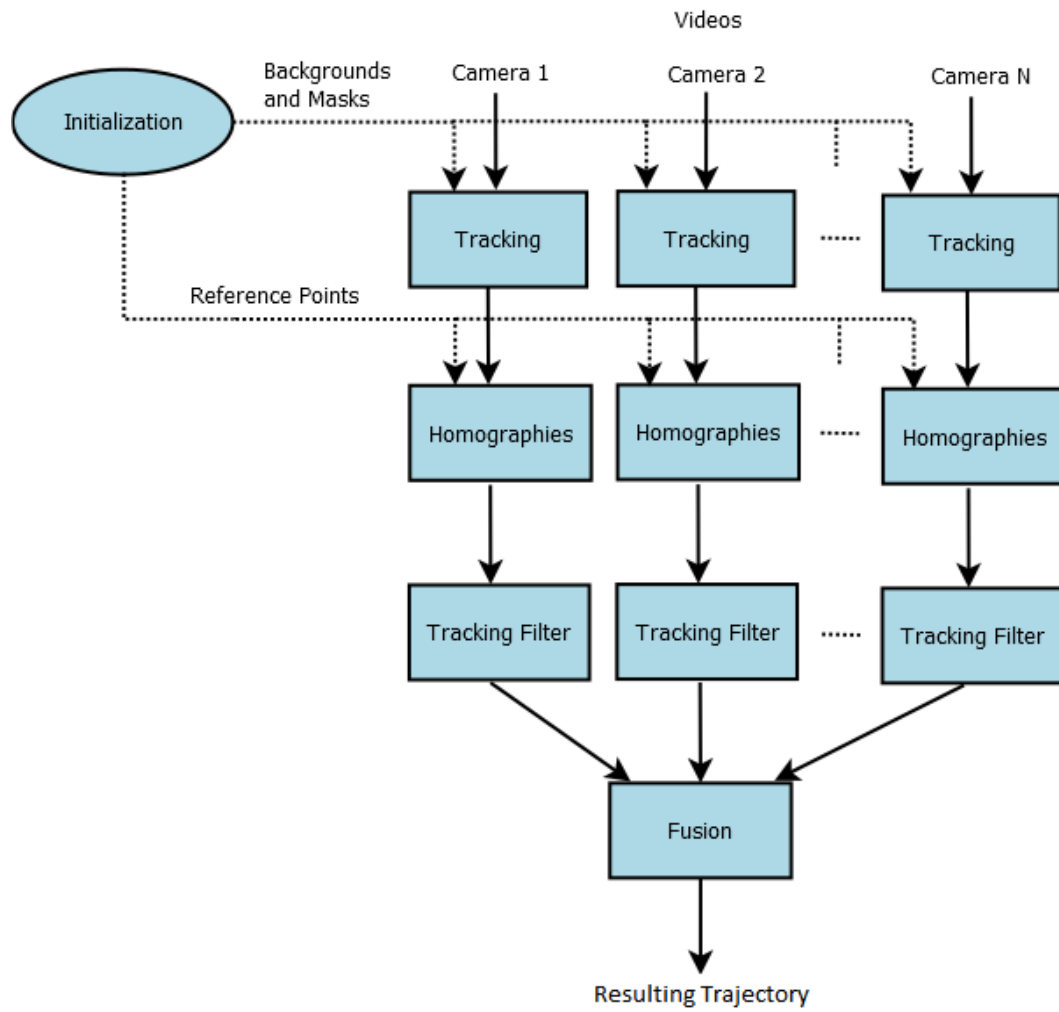 Videos
Backgrounds
and Masks
Camera 1
Camera 2
Camera N
Initialization
Tracking
Tracking
Tracking
Reference Points
Homographies
Homographies
Homographies
Tracking Filter
Tracking Filter
Tracking Filter
Fusion
Resulting Trajectory